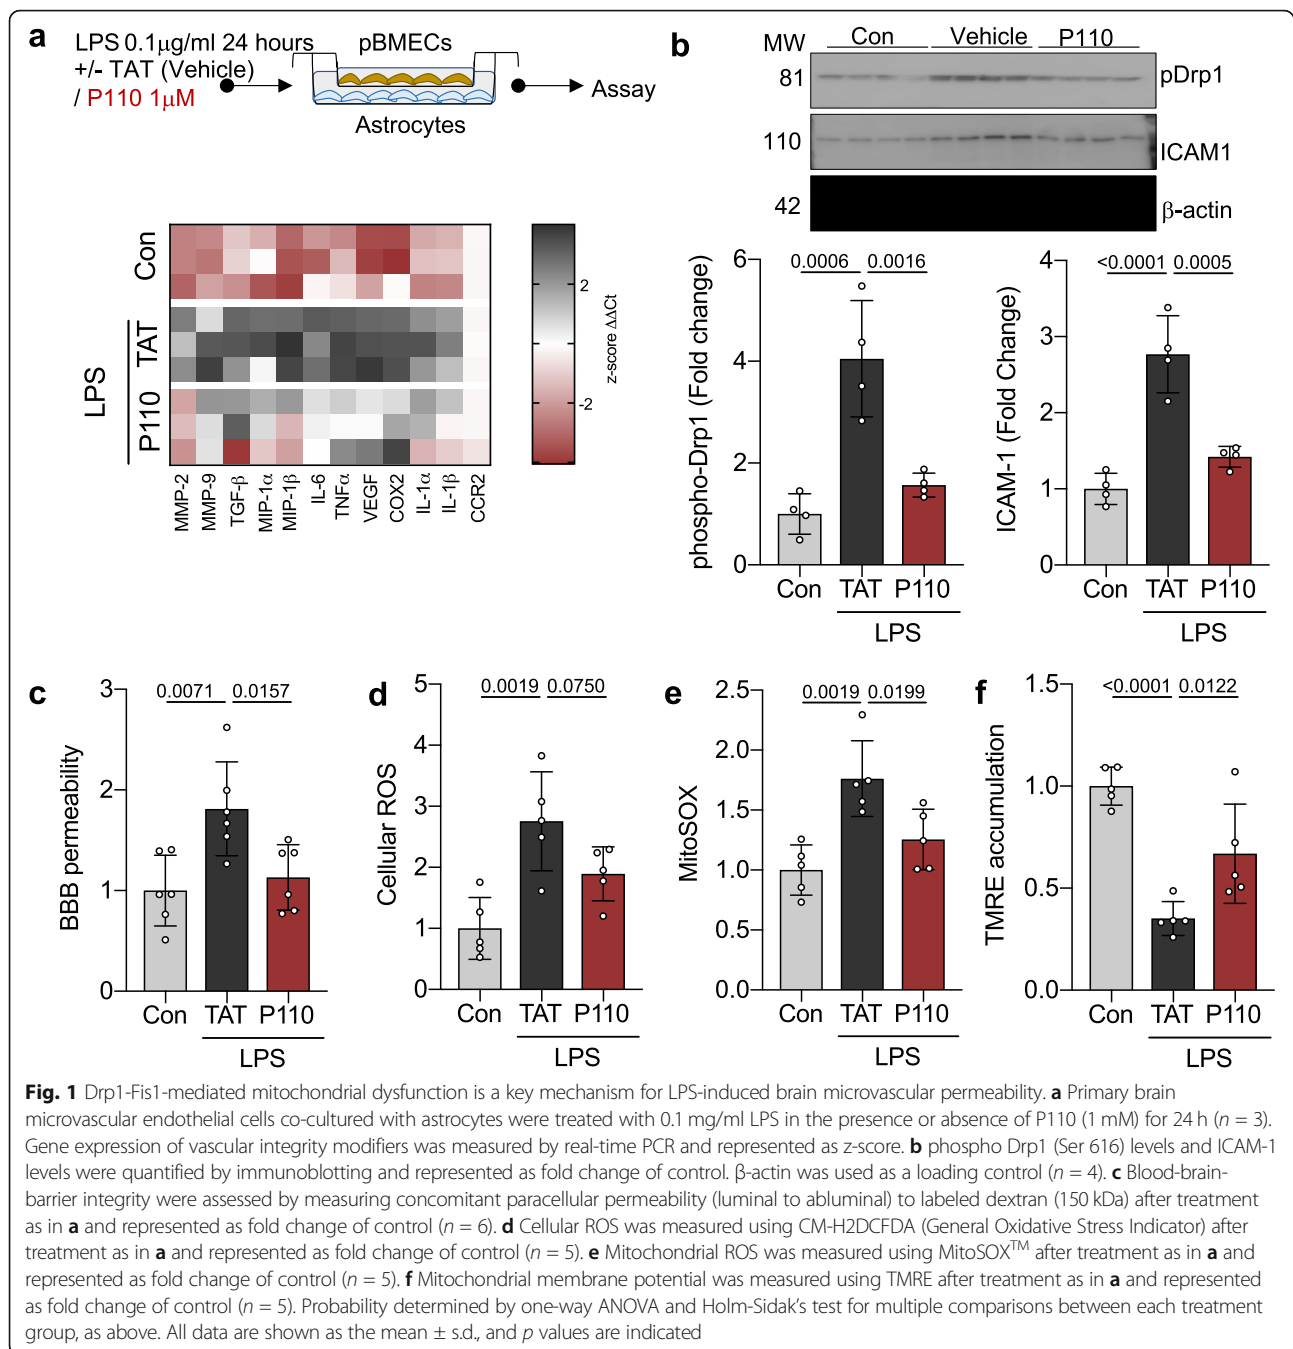 a
LPS 0.1μg/ml 24 hours
+/- TAT (Vehicle)
/ P110 1μM
pBMECs
Astrocytes
Assay
Con
LPS
TAT
P110
MMP-2
MMP-9
TGF-β
MIP-1α
MIP-1β
IL-6
TNFα
VEGF
COX2
IL-1α
IL-1β
CCR2
2
-2
z-score ΔΔCt
b
MW
Con
Vehicle
P110
81
pDrp1
110
ICAM1
42
β-actin
phospho-Drp1 (Fold change)
6
4
2
0
0.0006
0.0016
Con
TAT
P110
LPS
ICAM-1 (Fold Change)
4
3
2
1
0
<0.0001
0.0005
Con
TAT
P110
LPS
c
BBB permeability
3
2
1
0
0.0071
0.0157
Con
TAT
P110
LPS
d
Cellular ROS
5
4
3
2
1
0
0.0019
0.0750
Con
TAT
P110
LPS
e
MitoSOX
2.5
2.0
1.5
1.0
0.5
0.0
0.0019
0.0199
Con
TAT
P110
LPS
f
TMRE accumulation
1.5
1.0
0.5
0.0
<0.0001
0.0122
Con
TAT
P110
LPS
Fig. 1 Drp1-Fis1-mediated mitochondrial dysfunction is a key mechanism for LPS-induced brain microvascular permeability. a Primary brain
microvascular endothelial cells co-cultured with astrocytes were treated with 0.1 mg/ml LPS in the presence or absence of P110 (1 mM) for 24 h (n = 3).
Gene expression of vascular integrity modifiers was measured by real-time PCR and represented as z-score. b phospho Drp1 (Ser 616) levels and ICAM-1
levels were quantified by immunoblotting and represented as fold change of control. β-actin was used as a loading control (n = 4). c Blood-brain-
barrier integrity were assessed by measuring concomitant paracellular permeability (luminal to abluminal) to labeled dextran (150 kDa) after treatment
as in a and represented as fold change of control (n = 6). d Cellular ROS was measured using CM-H2DCFDA (General Oxidative Stress Indicator) after
treatment as in a and represented as fold change of control (n = 5). e Mitochondrial ROS was measured using MitoSOX™ after treatment as in a and
represented as fold change of control (n = 5). f Mitochondrial membrane potential was measured using TMRE after treatment as in a and represented
as fold change of control (n = 5). Probability determined by one-way ANOVA and Holm-Sidak's test for multiple comparisons between each treatment
group, as above. All data are shown as the mean ± s.d., and p values are indicated